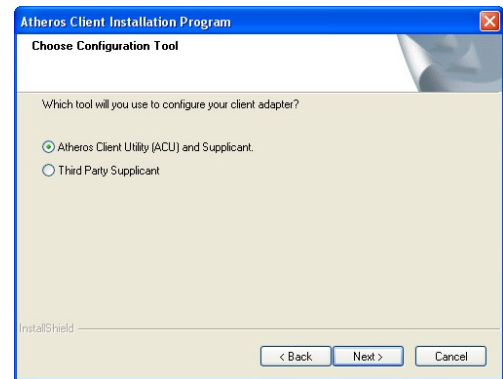 Atheros Client Installation Program
Choose Configuration Tool
Which tool will you use to configure your client adapter?
Atheros Client Utility (ACU) and Supplicant.
Third Party Supplicant
InstallShield
< Back Next > Cancel